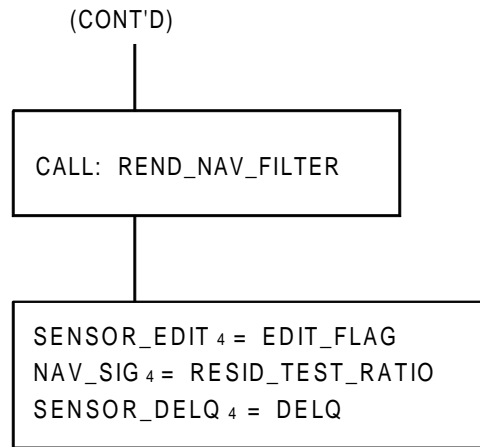 (CONT'D)
CALL: REND_NAV_FILTER
SENSOR_EDIT 4 = EDIT_FLAG
NAV_SIG 4 = RESID_TEST_RATIO
SENSOR_DELQ 4 = DELQ